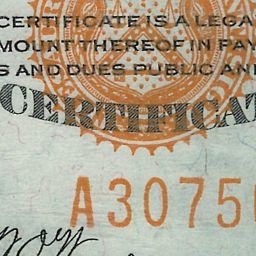 CERTIFICATE IS A LEGA
MOUNT THEREOF IN PAY
S AND DUES PUBLIC AN
CERTIFICAT
A3075